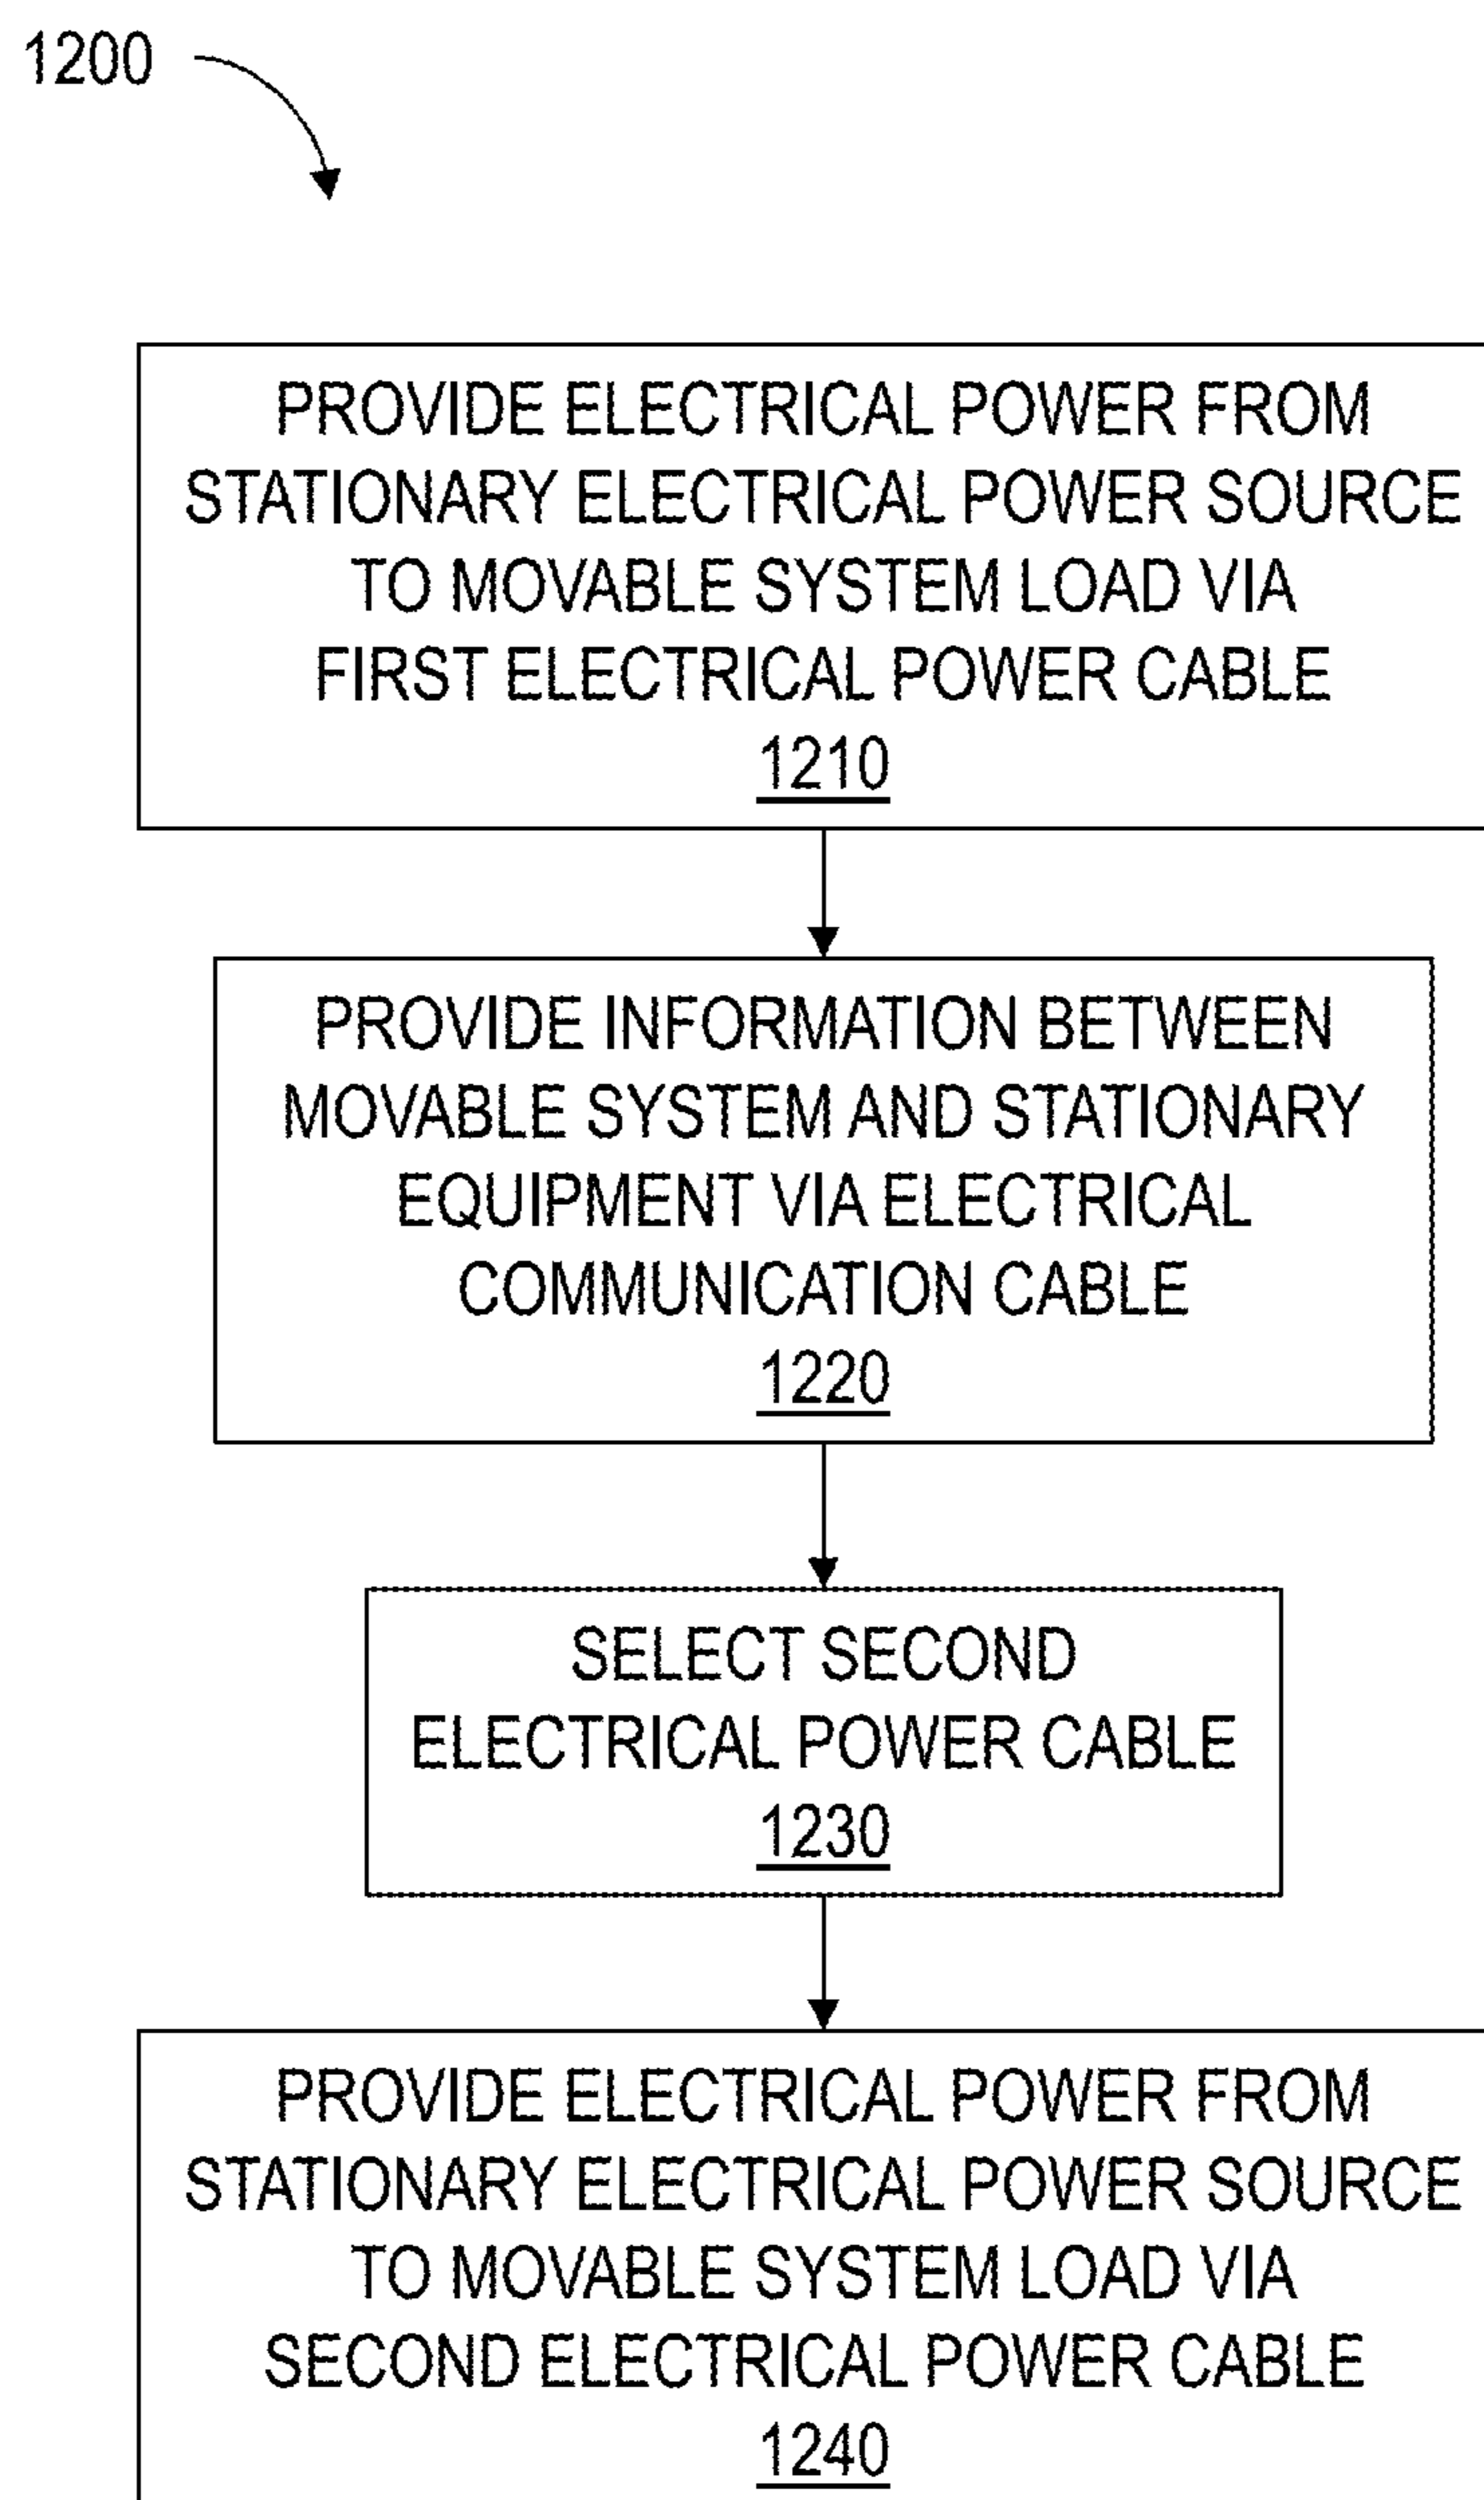 1200
PROVIDE ELECTRICAL POWER FROM
STATIONARY ELECTRICAL POWER SOURCE
TO MOVABLE SYSTEM LOAD VIA
FIRST ELECTRICAL POWER CABLE
1210
PROVIDE INFORMATION BETWEEN
MOVABLE SYSTEM AND STATIONARY
EQUIPMENT VIA ELECTRICAL
COMMUNICATION CABLE
1220
SELECT SECOND
ELECTRICAL POWER CABLE
1230
PROVIDE ELECTRICAL POWER FROM
STATIONARY ELECTRICAL POWER SOURCE
TO MOVABLE SYSTEM LOAD VIA
SECOND ELECTRICAL POWER CABLE
1240